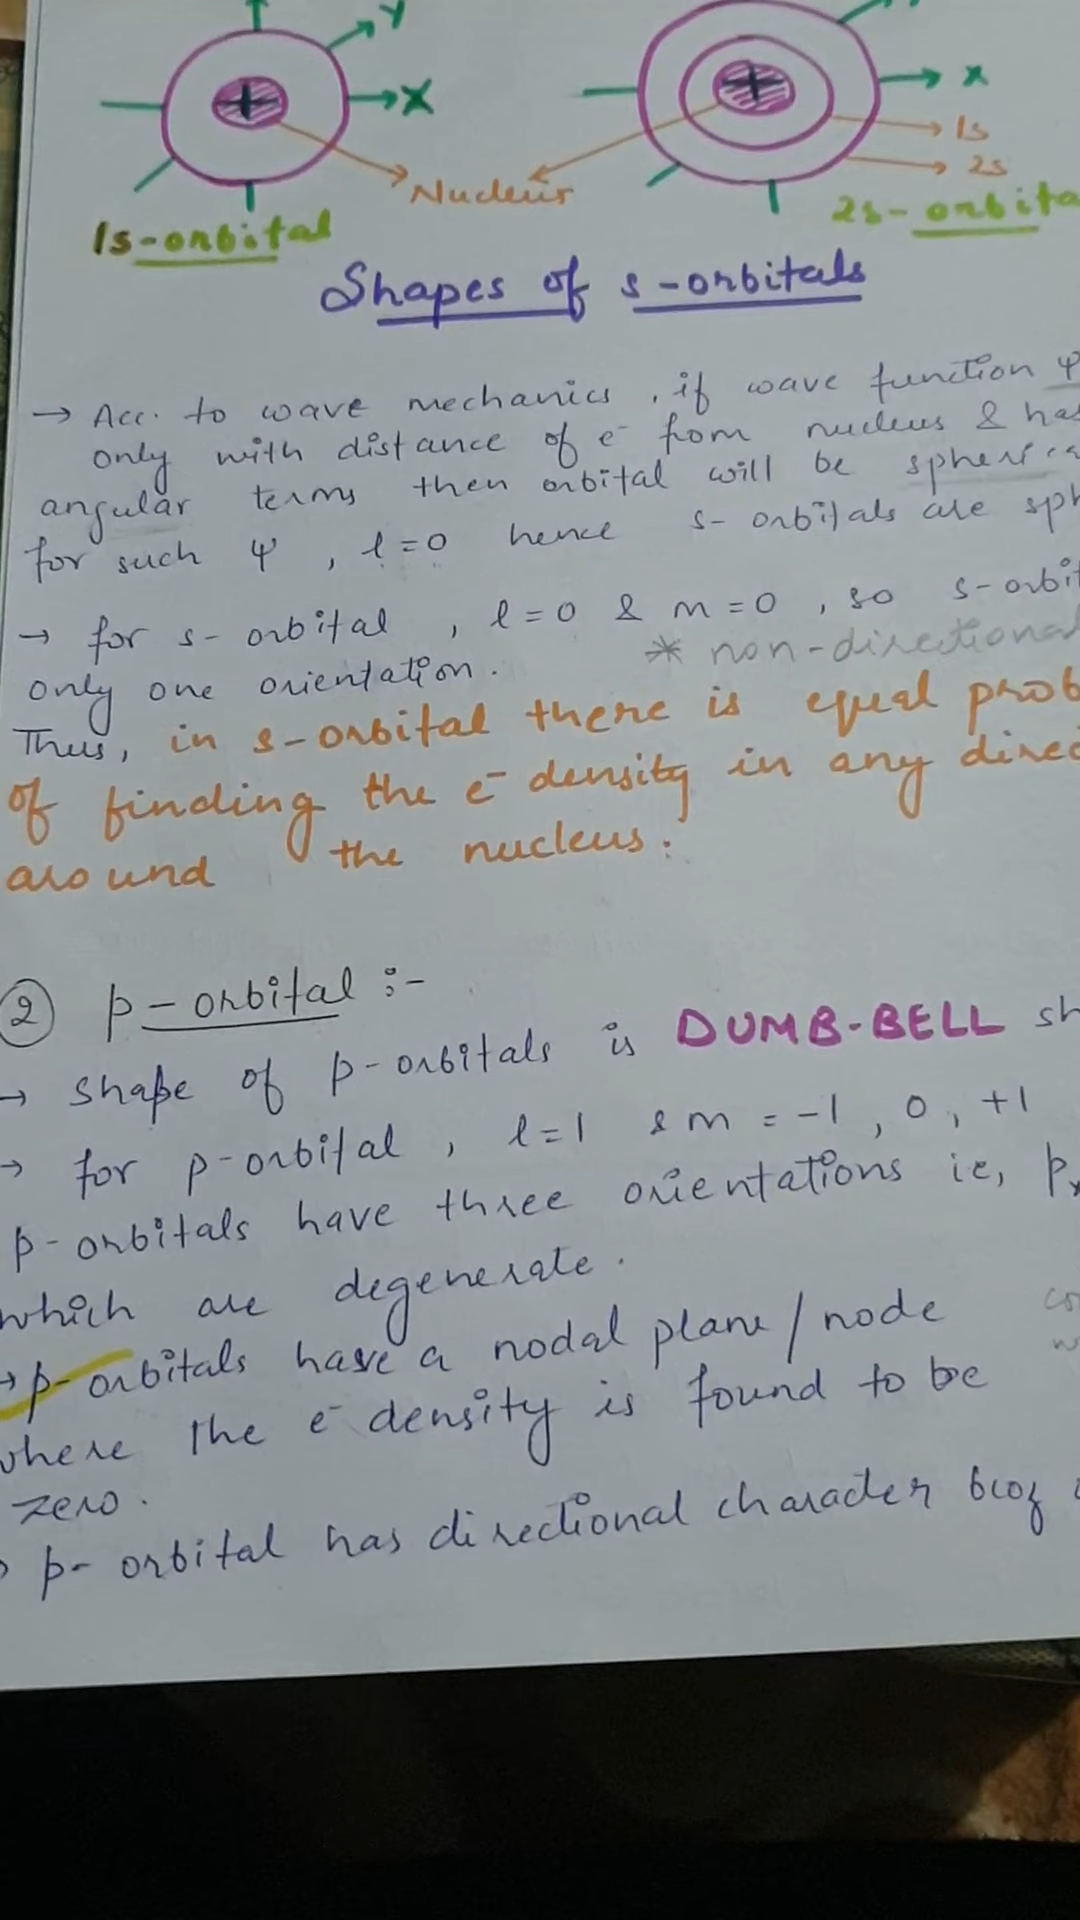 Y
X
x
1s
2s
Nucleus
1s-orbital
2s-orbita
Shapes of s-orbitals
→ Acc. to wave mechanics, if wave function ψ
only with distance of e⁻ from nucleus & has
angular terms then orbital will be spherica
for such ψ, l=0 hence s-orbitals are sph
→ for s-orbital, l=0 & m=0, so s-orbit
only one orientation.
* non-directional
Thus, in s-orbital there is equal prob
of finding the e⁻ density in any direc
around the nucleus.
② p-orbital :-
→ Shape of p-orbitals is DUMB-BELL sh
→ for p-orbital, l=1 & m = -1, 0, +1
p-orbitals have three orientations ie, px
which are degenerate.
→ p-orbitals have a nodal plane/node
where the e⁻ density is found to be
zero.
p-orbital has directional character bcoz